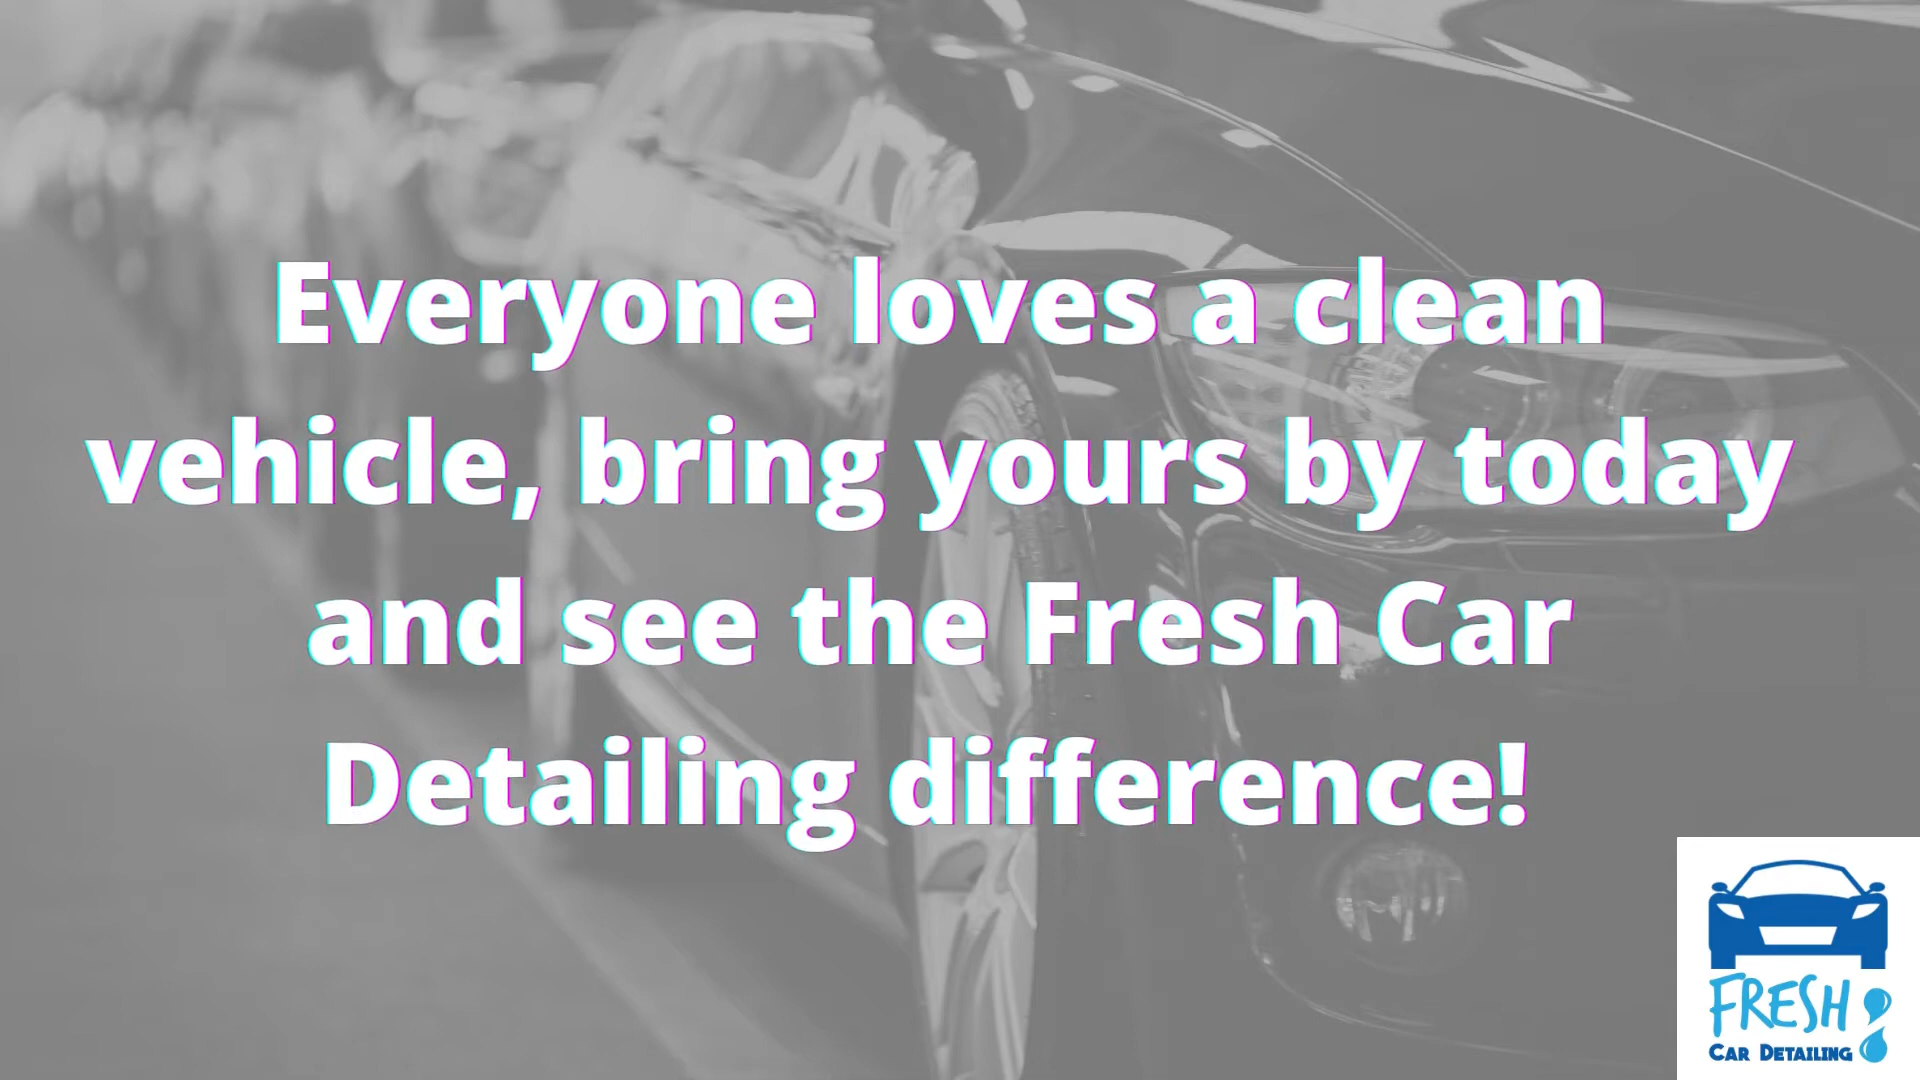 Everyone loves a clean
vehicle, bring yours by today
and see the Fresh Car
Detailing difference!
FRESH
CAR DETAILING